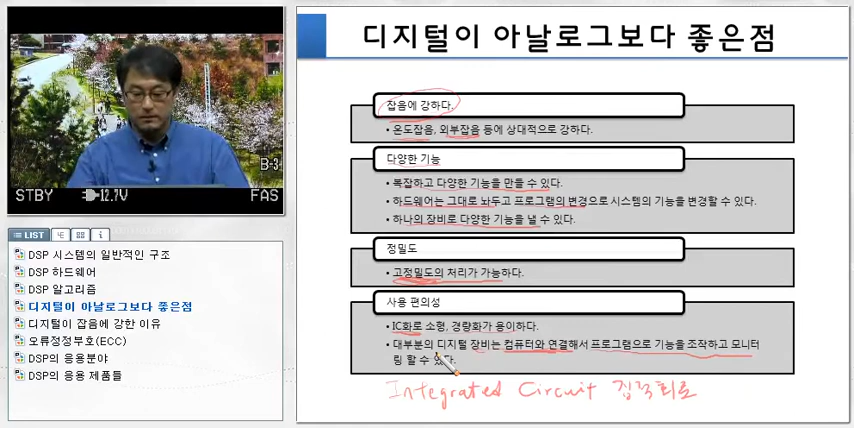 디지털이 아날로그보다 좋은점
잡음에 강하다.
• 온도잡음, 외부잡음 등에 상대적으로 강하다.
다양한 기능
• 복잡하고 다양한 기능을 만들 수 있다.
• 하드웨어는 그대로 놔두고 프로그램의 변경으로 시스템의 기능을 변경할 수 있다.
• 하나의 장비로 다양한 기능을 낼 수 있다.
정밀도
• 고정밀도의 처리가 가능하다.
사용 편의성
• IC화로 소형, 경량화가 용이하다.
• 대부분의 디지털 장비는 컴퓨터와 연결해서 프로그램으로 기능을 조작하고 모니터
링 할 수 있다.
Integrated Circuit 집적회로
B-3
STBY 12.7V FAS
LIST
DSP 시스템의 일반적인 구조
DSP 하드웨어
DSP 알고리즘
디지털이 아날로그보다 좋은점
디지털이 잡음에 강한 이유
오류정정부호(ECC)
DSP의 응용분야
DSP의 응용 제품들